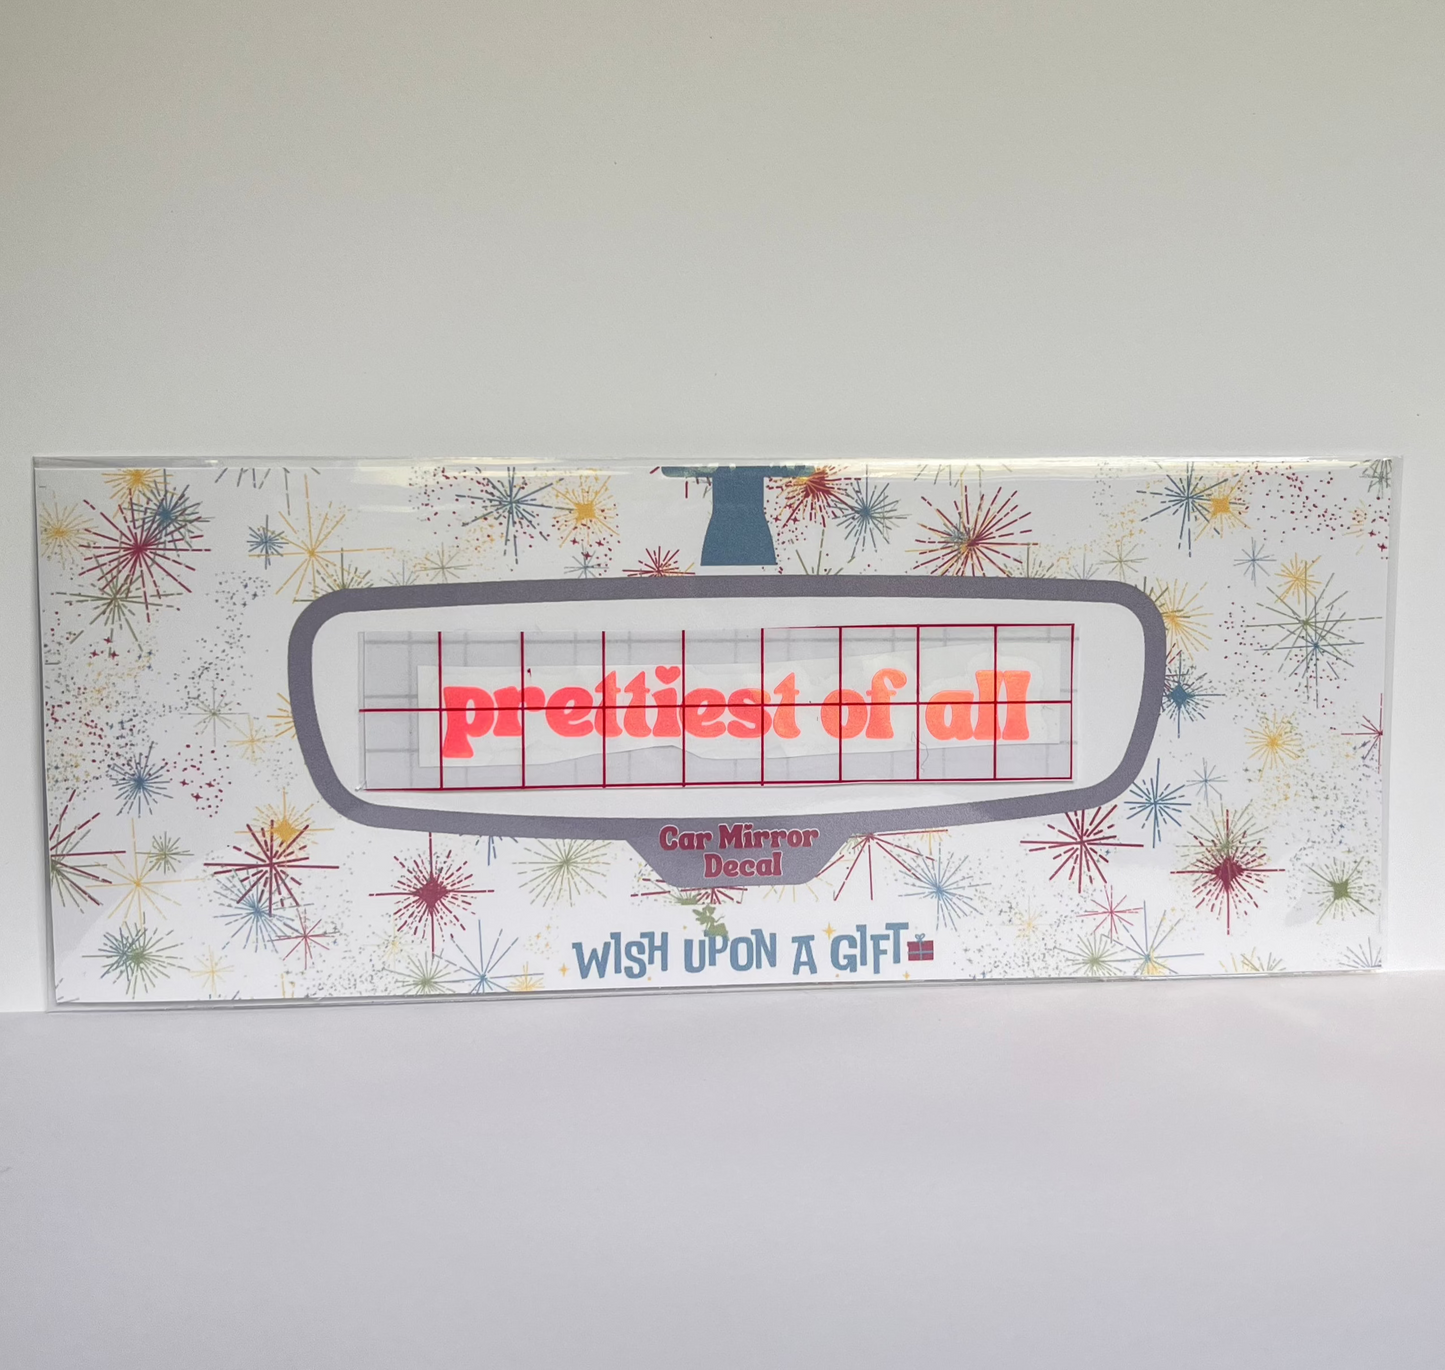 prettiest of all
Car Mirror
Decal
WISH UPON A GIFT